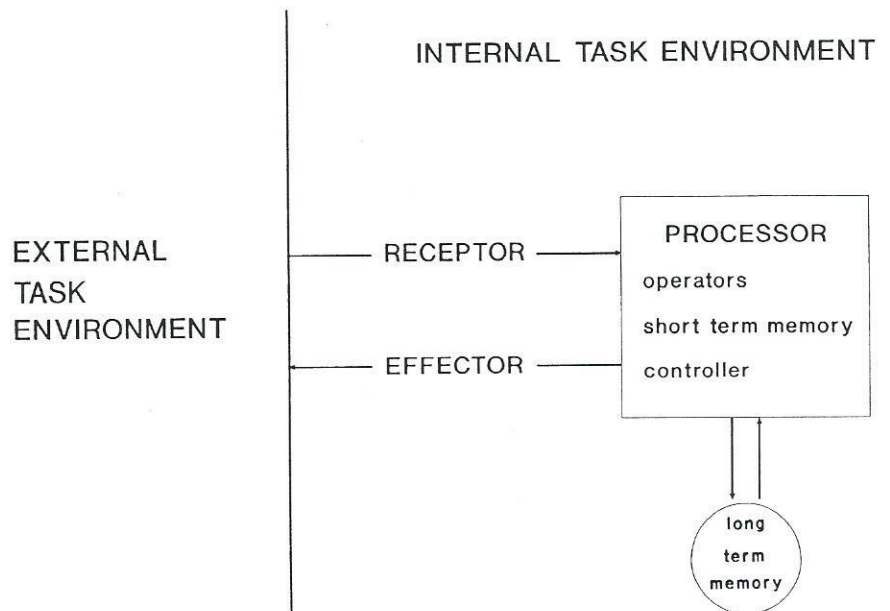 INTERNAL TASK ENVIRONMENT
EXTERNAL
TASK
ENVIRONMENT
RECEPTOR
EFFECTOR
PROCESSOR
operators
short term memory
controller
long
term
memory